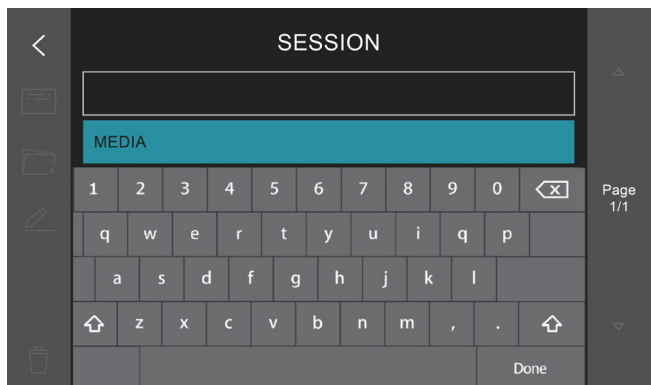 SESSION
MEDIA
1 2 3 4 5 6 7 8 9 0
Page
1/1
q w e r t y u i q p
a s d f g h j k l
z x c v b n m , .
Done